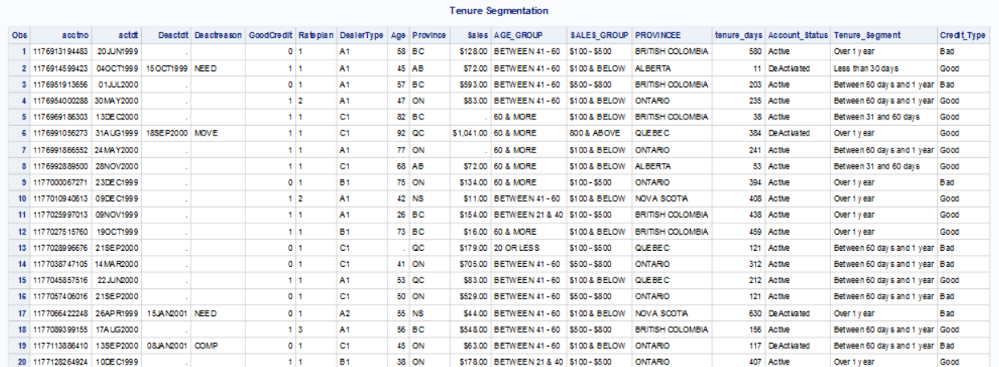 Tenure Segmentation
Obs acctno actdt Deactdt Deactreason GoodCredit Rateplan DealerType Age Province Sales AGE_GROUP SALES_GROUP PROVINCEE tenure_days Account_Status Tenure_Segment Credit_Type
1 1176913194483 20JUN1999 . 0 1 A1 58 BC $128.00 BETWEEN 41-60 $100-$500 BRITISH COLOMBIA 580 Active Over 1 year Bad
2 1176914599423 04OCT1999 15OCT1999 NEED 1 1 A1 45 AB $72.00 BETWEEN 41-60 $100 & BELOW ALBERTA 11 DeActivated Less than 30 days Good
3 1176951913656 01JUL2000 . 0 1 A1 57 BC $593.00 BETWEEN 41-60 $500-$800 BRITISH COLOMBIA 203 Active Between 60 days and 1 year Bad
4 1176954000288 30MAY2000 . 1 2 A1 47 ON $83.00 BETWEEN 41-60 $100 & BELOW ONTARIO 235 Active Between 60 days and 1 year Good
5 1176969186303 13DEC2000 . 1 1 C1 82 BC . 60 & MORE $100 & BELOW BRITISH COLOMBIA 38 Active Between 31 and 60 days Good
6 1176991056273 31AUG1999 18SEP2000 MOVE 1 1 C1 92 QC $1,041.00 60 & MORE 800 & ABOVE QUEBEC 384 DeActivated Over 1 year Good
7 1176991866552 24MAY2000 . 1 1 A1 77 ON . 60 & MORE $100 & BELOW ONTARIO 241 Active Between 60 days and 1 year Good
8 1176992889500 28NOV2000 . 1 1 C1 68 AB $72.00 60 & MORE $100 & BELOW ALBERTA 53 Active Between 31 and 60 days Good
9 1177000067271 23DEC1999 . 0 1 B1 75 ON $134.00 60 & MORE $100-$500 ONTARIO 394 Active Over 1 year Bad
10 1177010940613 09DEC1999 . 1 2 A1 42 NS $11.00 BETWEEN 41-60 $100 & BELOW NOVA SCOTIA 408 Active Over 1 year Good
11 1177025997013 09NOV1999 . 1 1 A1 26 BC $154.00 BETWEEN 21 & 40 $100-$500 BRITISH COLOMBIA 438 Active Over 1 year Good
12 1177027515760 19OCT1999 . 1 1 B1 73 BC $16.00 60 & MORE $100 & BELOW BRITISH COLOMBIA 459 Active Over 1 year Good
13 1177028996676 21SEP2000 . 0 1 C1 . QC $179.00 20 OR LESS $100-$500 QUEBEC 121 Active Between 60 days and 1 year Bad
14 1177038747105 14MAR2000 . 0 1 C1 41 ON $705.00 BETWEEN 41-60 $500-$800 ONTARIO 312 Active Between 60 days and 1 year Bad
15 1177045857516 22JUN2000 . 1 1 A1 53 QC $83.00 BETWEEN 41-60 $100 & BELOW QUEBEC 212 Active Between 60 days and 1 year Good
16 1177057406016 21SEP2000 . 0 1 C1 50 ON $529.00 BETWEEN 41-60 $500-$800 ONTARIO 121 Active Between 60 days and 1 year Bad
17 1177066422248 26APR1999 15JAN2001 NEED 0 1 A2 55 NS $44.00 BETWEEN 41-60 $100 & BELOW NOVA SCOTIA 630 DeActivated Over 1 year Bad
18 1177089399155 17AUG2000 . 1 3 A1 56 BC $548.00 BETWEEN 41-60 $500-$800 BRITISH COLOMBIA 156 Active Between 60 days and 1 year Good
19 1177113886410 13SEP2000 08JAN2001 COMP 0 1 C1 45 ON $63.00 BETWEEN 41-60 $100 & BELOW ONTARIO 117 DeActivated Between 60 days and 1 year Bad
20 1177128264924 10DEC1999 . 1 1 B1 38 ON $178.00 BETWEEN 21 & 40 $100-$500 ONTARIO 407 Active Over 1 year Good